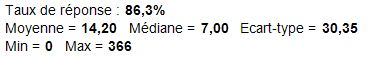 Taux de réponse : 86,3%
Moyenne = 14,20 Médiane = 7,00 Ecart-type = 30,35
Min = 0 Max = 366